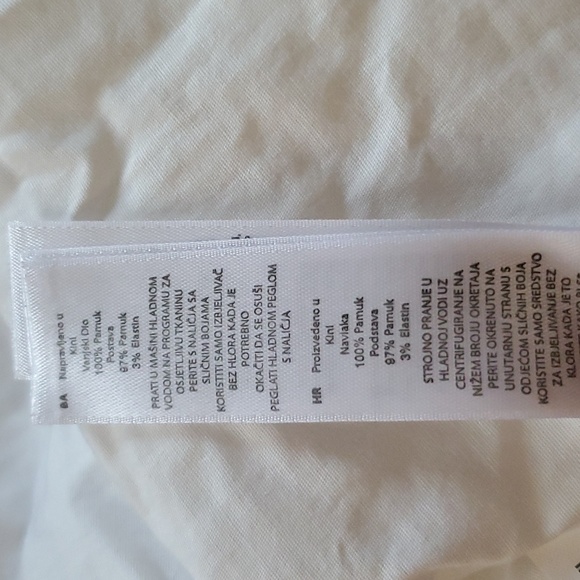 BA Napravljeno u
Kini
Vanjski Dio
100% Pamuk
Postava
97% Pamuk
3% Elastin
PRATI U MAŠINI HLADNOM
VODOM NA PROGRAMU ZA
OSJETLJIVU TKANINU
PERITE S NALIČJA SA
SLIČNIM BOJAMA
KORISTITI SAMO IZBJELJIVAČ
BEZ HLORA KADA JE
POTREBNO
OKAČITI DA SE OSUŠI
PEGLATI HLADNOM PEGLOM
S NALIČJA
HR Proizvedeno u
Kini
Navlaka
100% Pamuk
Podstava
97% Pamuk
3% Elastin
STROJNO PRANJE U
HLADNOJ VODI UZ
CENTRIFUGIRANJE NA
NIŽEM BROJU OKRETAJA
PERITE OKRENUTO NA
UNUTARNJU STRANU S
ODJEĆOM SLIČNIH BOJA
KORISTITE SAMO SREDSTVO
ZA IZBJELJIVANJE BEZ
KLORA KADA JE TO